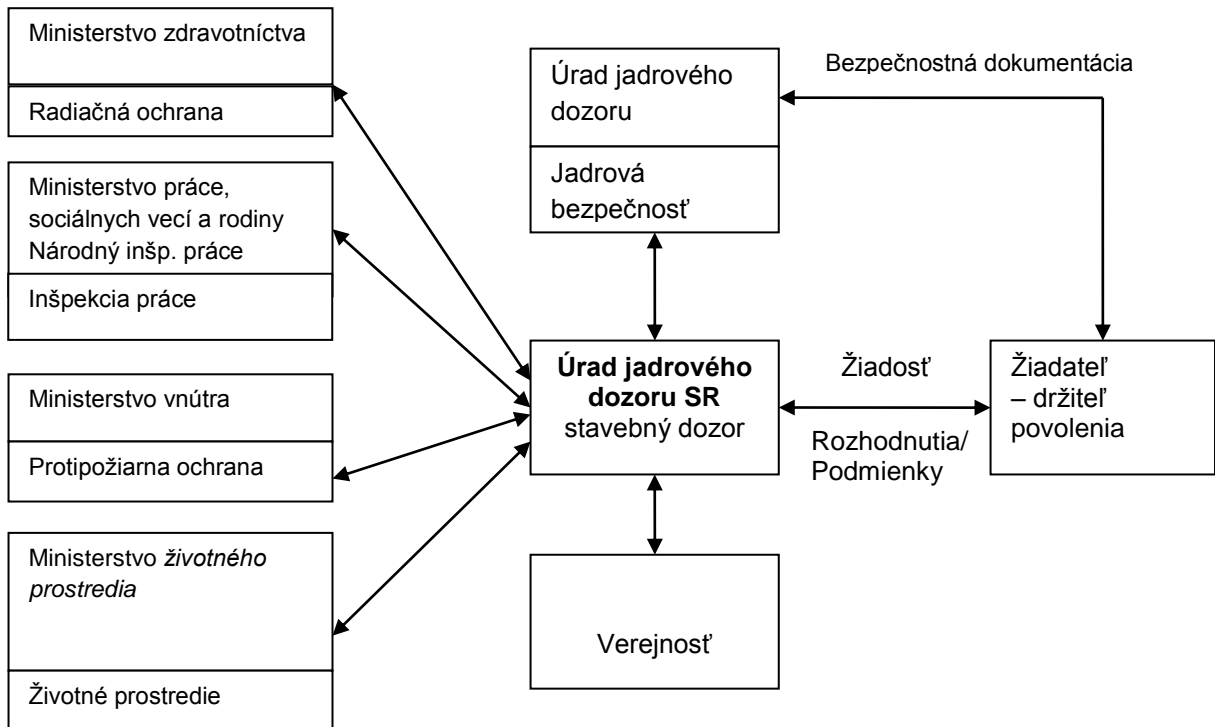 Ministerstvo zdravotníctva
Radiačná ochrana
Ministerstvo práce,
sociálnych vecí a rodiny
Národný inšp. práce
Inšpekcia práce
Ministerstvo vnútra
Protipožiarna ochrana
Ministerstvo životného
prostredia
Životné prostredie
Úrad jadrového
dozoru
Jadrová
bezpečnosť
Úrad jadrového
dozoru SR
stavebný dozor
Verejnosť
Bezpečnostná dokumentácia
Žiadosť
Rozhodnutia/
Podmienky
Žiadateľ
– držiteľ
povolenia